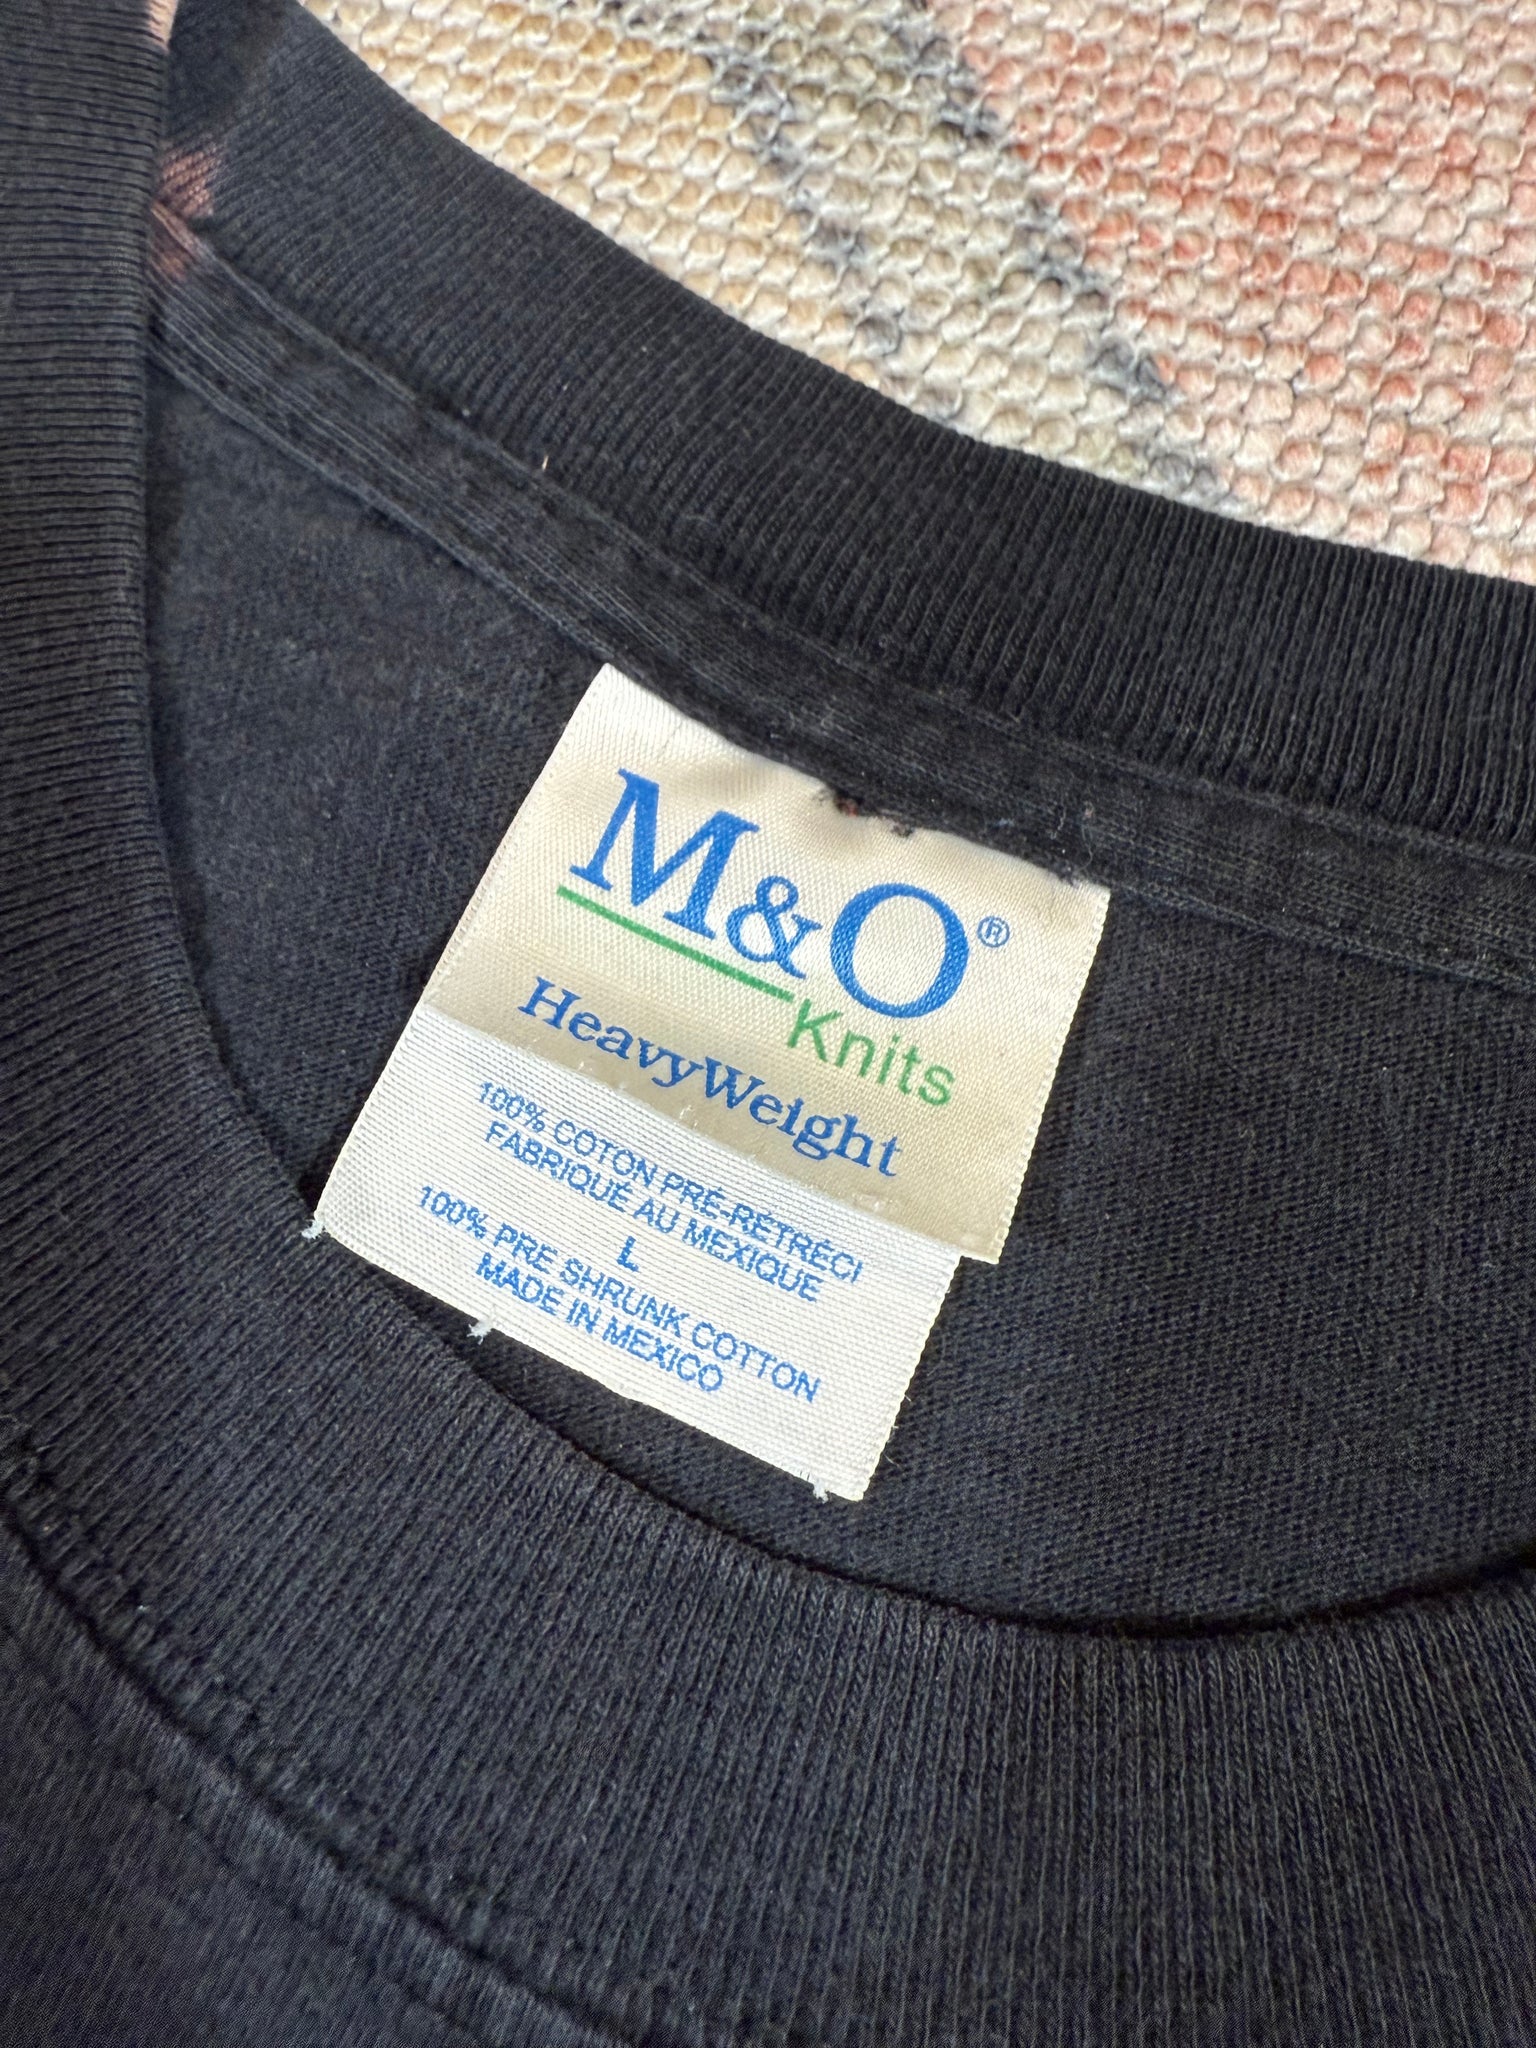 M&O®
Knits
HeavyWeight
100% COTON PRÉ-RÉTRÉCI
FABRIQUÉ AU MEXIQUE
L
100% PRE SHRUNK COTTON
MADE IN MEXICO